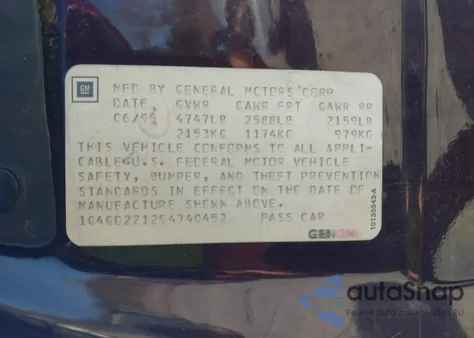 GM
MFD BY GENERAL MOTORS CORP
DATE GVWR GAWR FRT GAWR RR
4747LB 2588LB 2159LB
2153KG 1174KG 979KG
THIS VEHICLE CONFORMS TO ALL APPLI-
CABLE U.S. FEDERAL MOTOR VEHICLE
SAFETY, BUMPER, AND THEFT PREVENTION
STANDARDS IN EFFECT ON THE DATE OF
MANUFACTURE SHOWN ABOVE.
PASS CAR
10135543-A
autoSnap